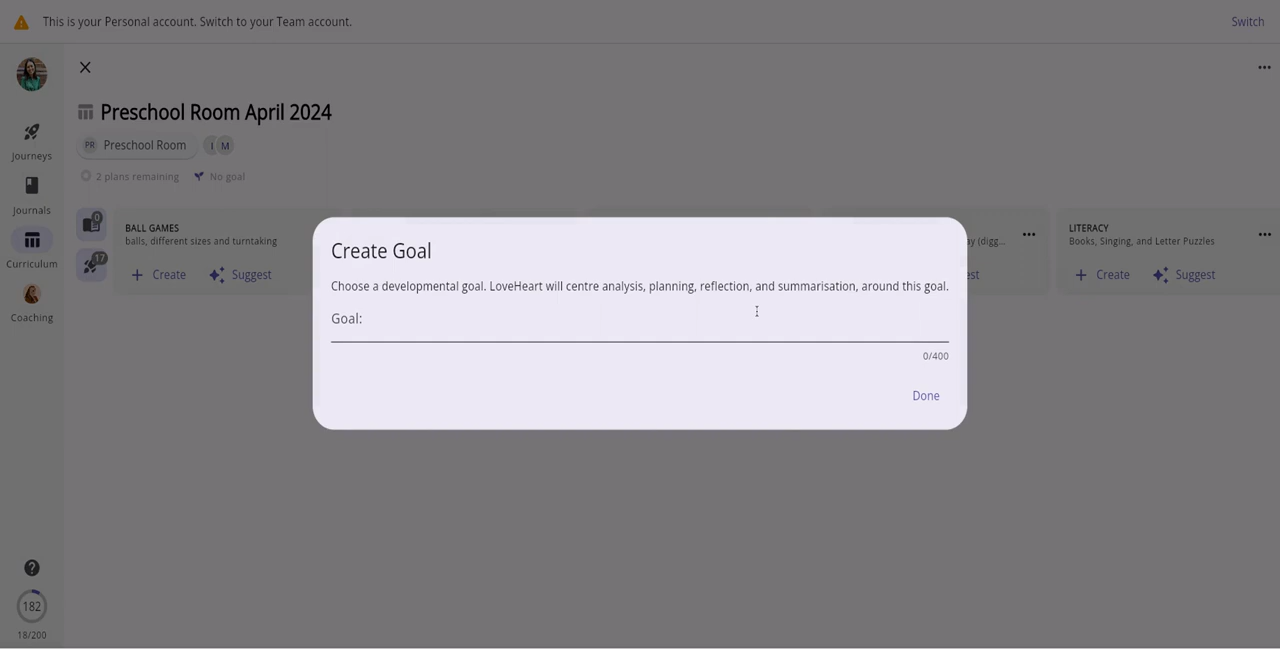 This is your Personal account. Switch to your Team account.
Switch
Preschool Room April 2024
PR Preschool Room I M
2 plans remaining No goal
Journeys
Journals
Curriculum
Coaching
0
17
BALL GAMES
balls, different sizes and turntaking
Create Suggest
LITERACY
Books, Singing, and Letter Puzzles
Create Suggest
Create Goal
Choose a developmental goal. LoveHeart will centre analysis, planning, reflection, and summarisation, around this goal.
Goal:
0/400
Done
182
18/200